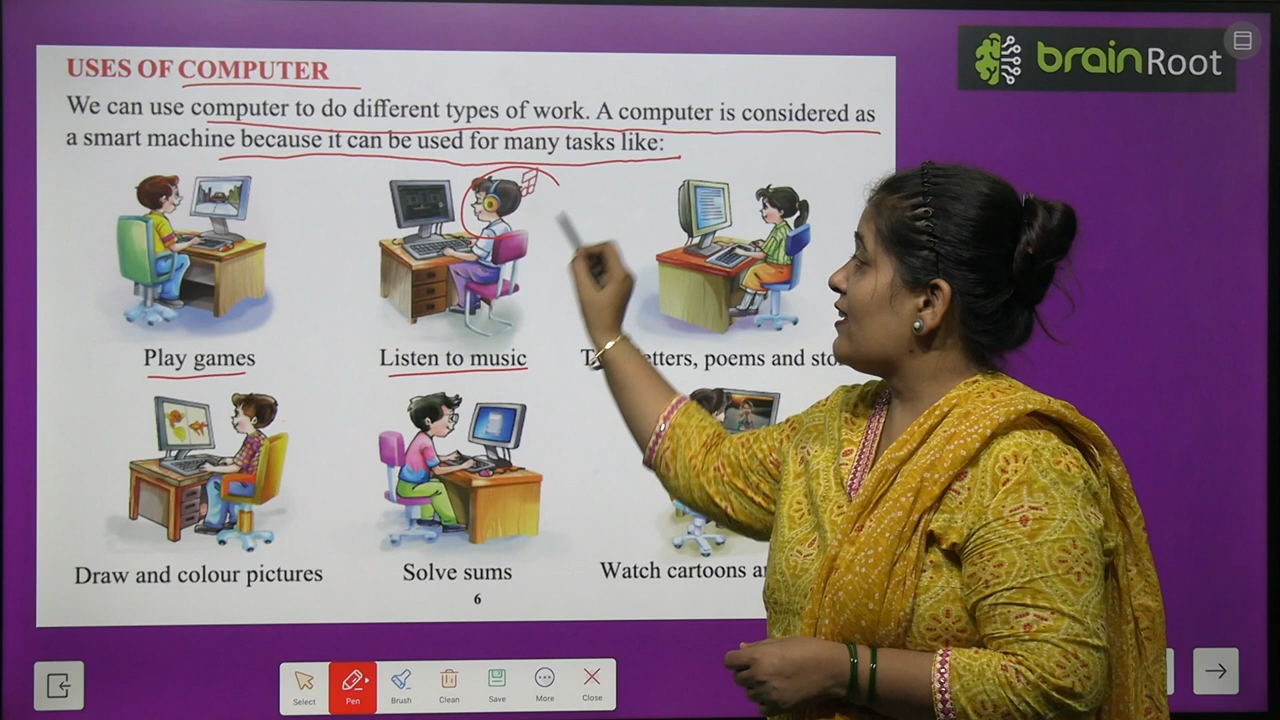 USES OF COMPUTER
brainRoot
We can use computer to do different types of work. A computer is considered as
a smart machine because it can be used for many tasks like:
Play games
Listen to music
letters, poems and
Draw and colour pictures
Solve sums
Watch cartoons
6
Select
Pen
Brush
Clean
Save
More
Close